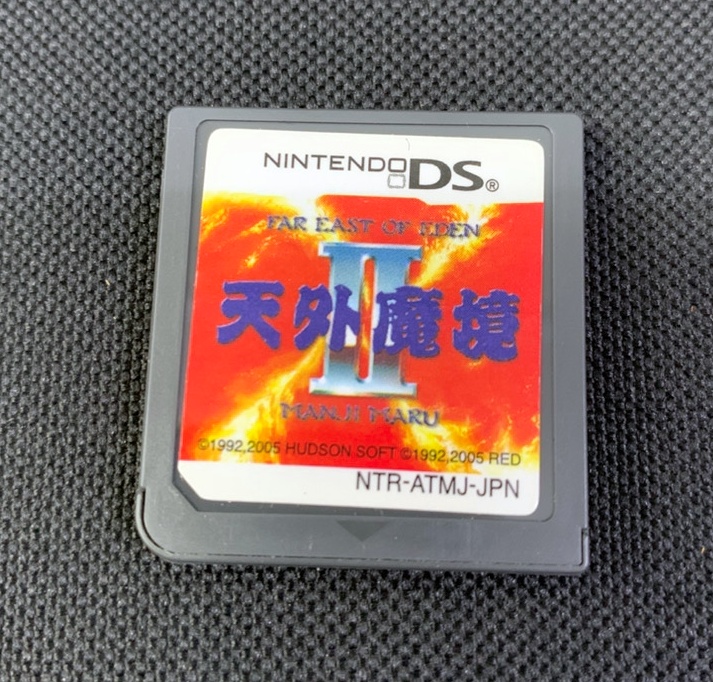 NINTENDO DS®
FAR EAST OF EDEN
II
天外魔境
MANJI MARU
©1992,2005 HUDSON SOFT ©1992,2005 RED
NTR-ATMJ-JPN